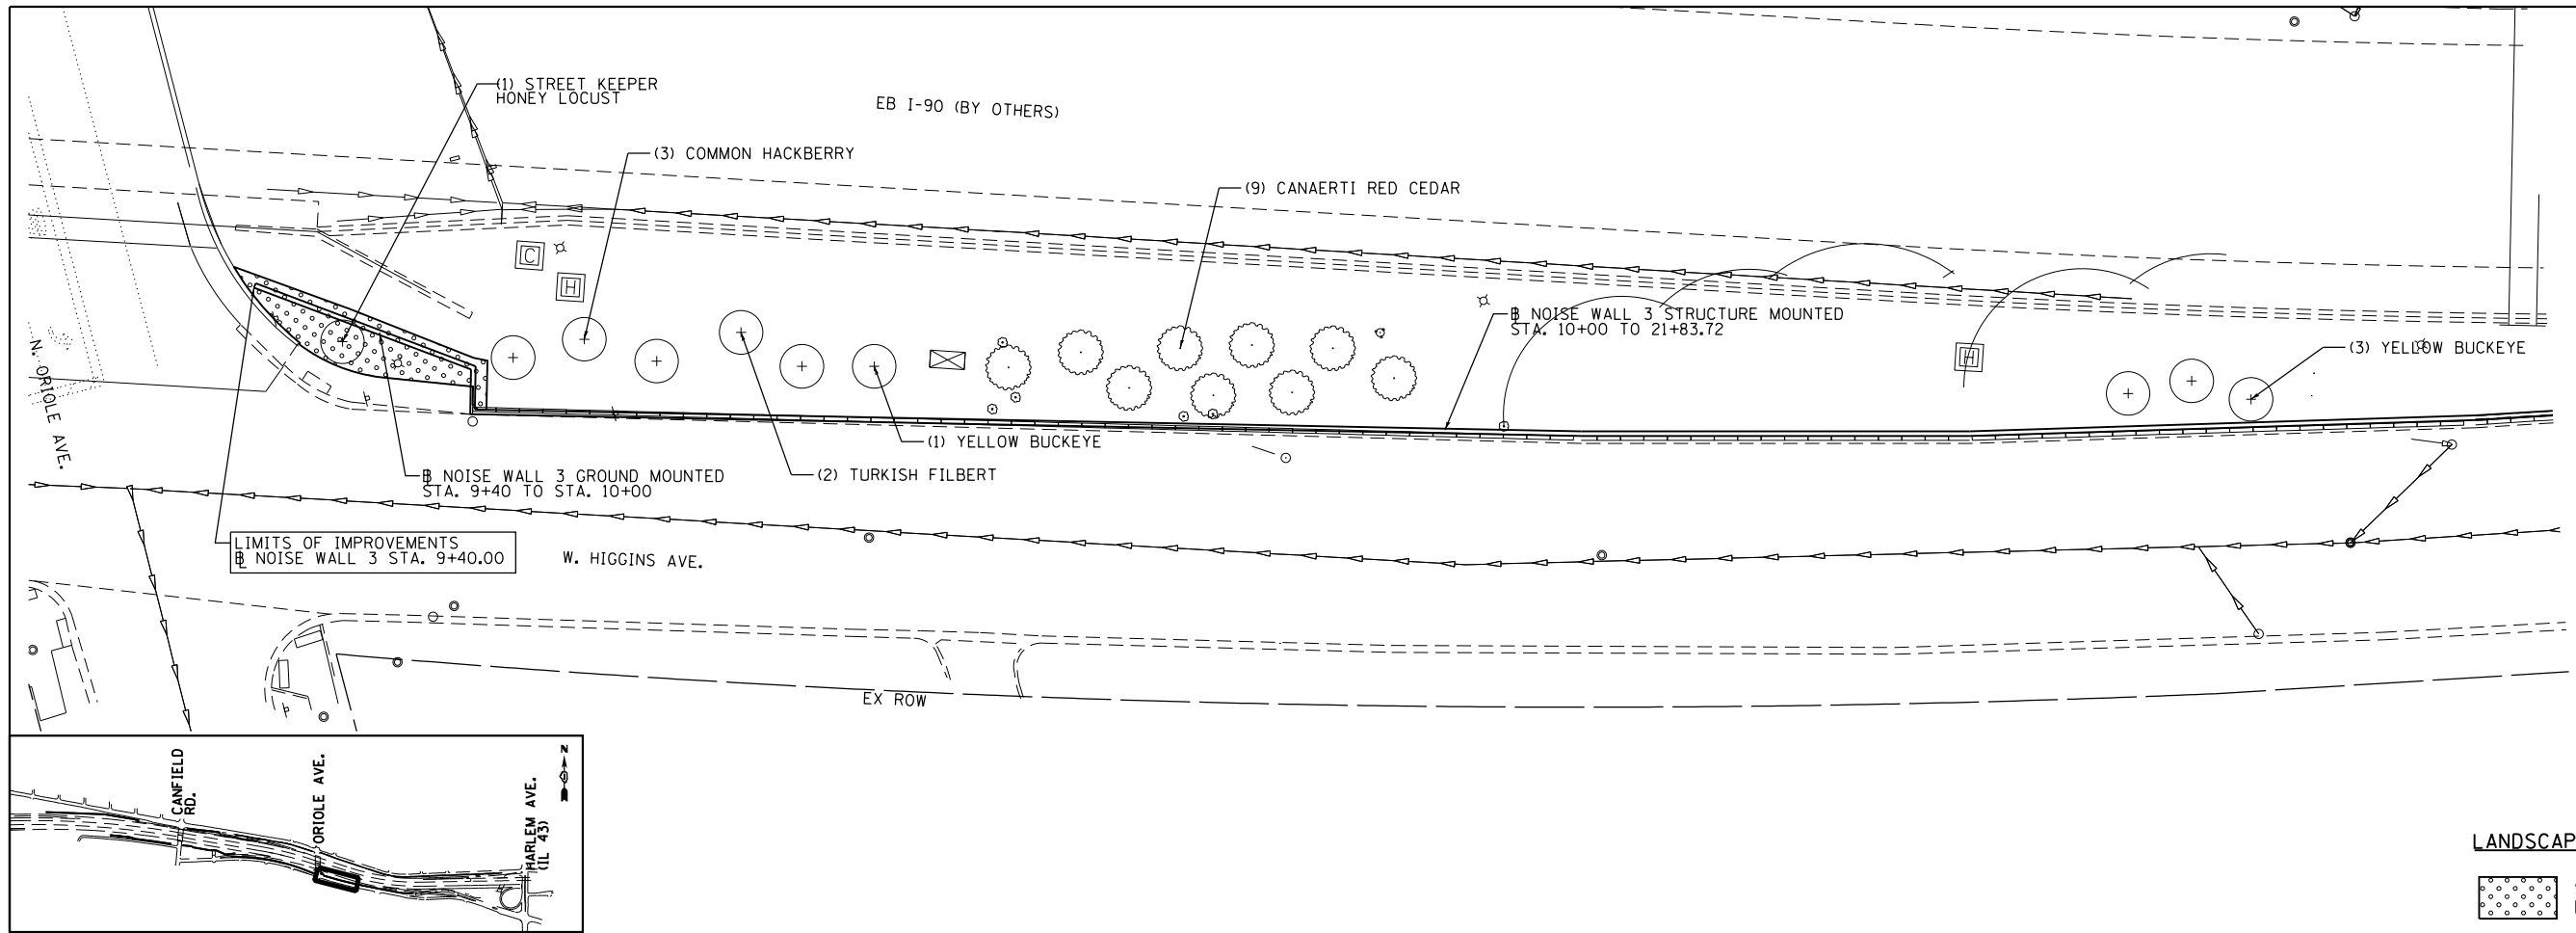 (1) STREET KEEPER
HONEY LOCUST
EB I-90 (BY OTHERS)
(3) COMMON HACKBERRY
(9) CANAERTI RED CEDAR
C
H
℄ NOISE WALL 3 STRUCTURE MOUNTED
STA. 10+00 TO 21+83.72
H
(3) YELLOW BUCKEYE
N. ORIOLE AVE.
(1) YELLOW BUCKEYE
(2) TURKISH FILBERT
℄ NOISE WALL 3 GROUND MOUNTED
STA. 9+40 TO STA. 10+00
LIMITS OF IMPROVEMENTS
℄ NOISE WALL 3 STA. 9+40.00
W. HIGGINS AVE.
EX ROW
CANFIELD
RD.
ORIOLE AVE.
HARLEM AVE.
(IL 43)
N
LANDSCAP